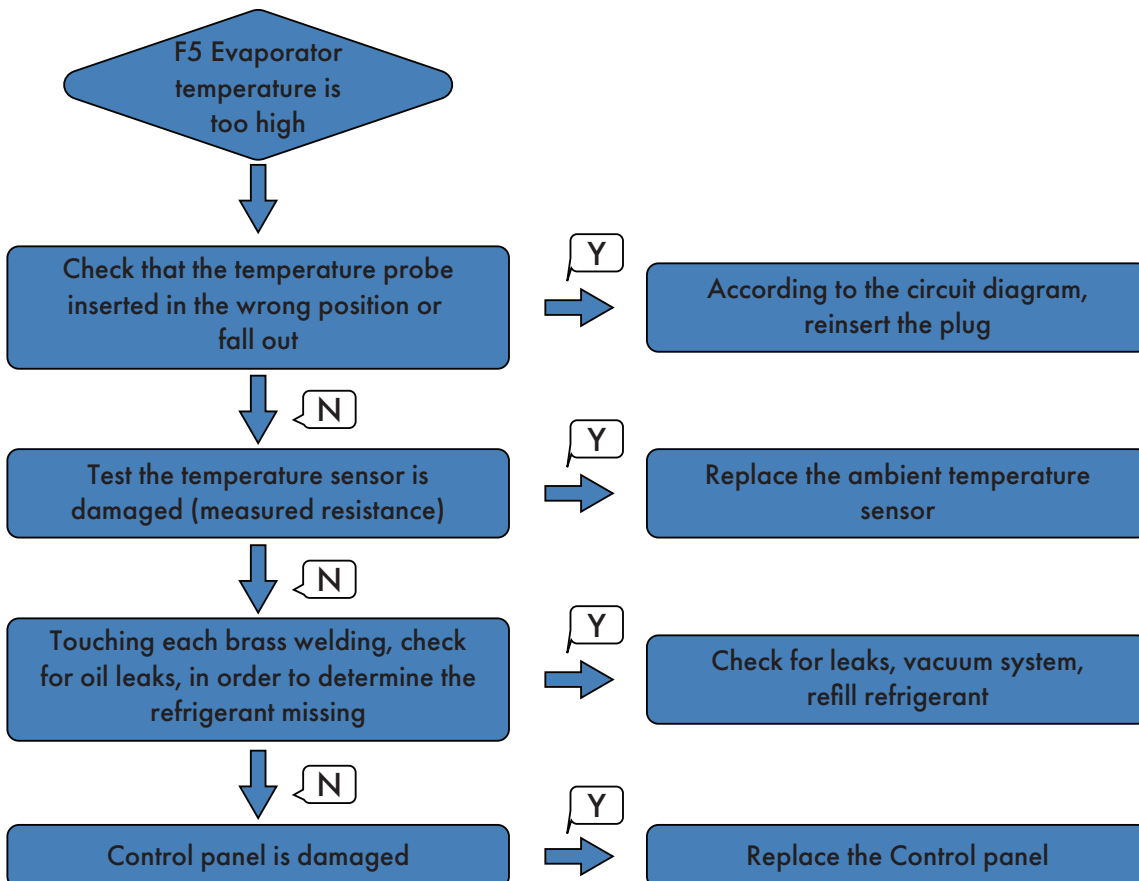 F5 Evaporator
temperature is
too high
Check that the temperature probe
inserted in the wrong position or
fall out
Y
According to the circuit diagram,
reinsert the plug
N
Test the temperature sensor is
damaged (measured resistance)
Y
Replace the ambient temperature
sensor
N
Touching each brass welding, check
for oil leaks, in order to determine the
refrigerant missing
Y
Check for leaks, vacuum system,
refill refrigerant
N
Control panel is damaged
Y
Replace the Control panel